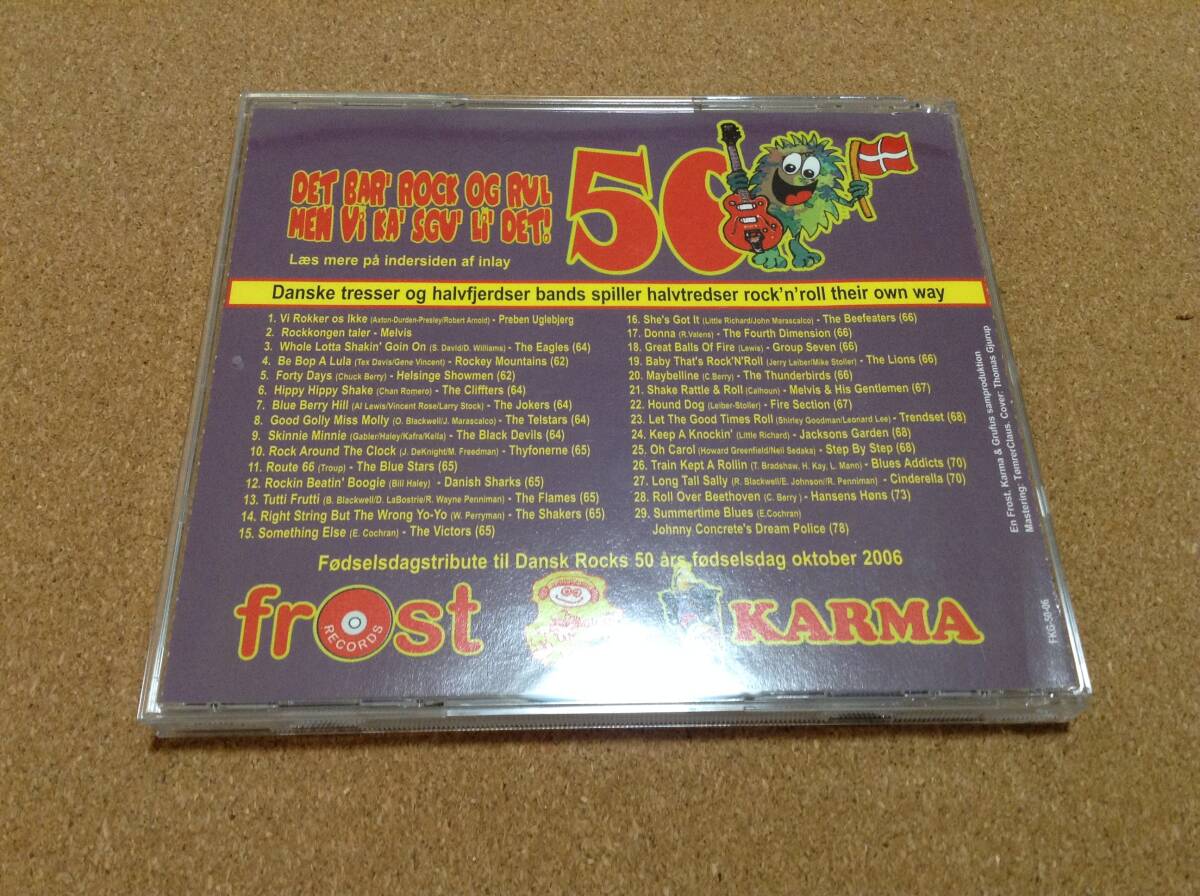 DET BAR' ROCK OG RUL
MEN Vi KA' SGU' Li' DET!
50
Læs mere på indersiden af inlay
Danske tresser og halvfjerdser bands spiller halvtredser rock'n'roll their own way
1. Vi Rokker os Ikke (Axton-Durden-Presley/Robert Arnold) - Preben Uglebjerg
2. Rockkongen taler - Melvis
3. Whole Lotta Shakin' Goin On (S. David/D. Williams) - The Eagles (64)
4. Be Bop A Lula (Tex Davis/Gene Vincent) - Rockey Mountains (62)
5. Forty Days (Chuck Berry) - Helsinge Showmen (62)
6. Hippy Hippy Shake (Chan Romero) - The Cliffters (64)
7. Blue Berry Hill (Al Lewis/Vincent Rose/Larry Stock) - The Jokers (64)
8. Good Golly Miss Molly (O. Blackwell/J. Marascalco) - The Telstars (64)
9. Skinnie Minnie (Gabler/Haley/Kafra/Keila) - The Black Devils (64)
10. Rock Around The Clock (J. DeKnight/M. Freedman) - Thyfonerne (65)
11. Route 66 (Troup) - The Blue Stars (65)
12. Rockin Beatin' Boogie (Bill Haley) - Danish Sharks (65)
13. Tutti Frutti (B. Blackwell/D. LaBostrie/R. Wayne Penniman) - The Flames (65)
14. Right String But The Wrong Yo-Yo (W. Perryman) - The Shakers (65)
15. Something Else (E. Cochran) - The Victors (65)
16. She's Got It (Little Richard/John Marascalco) - The Beefeaters (66)
17. Donna (R.Valens) - The Fourth Dimension (66)
18. Great Balls Of Fire (Lewis) - Group Seven (66)
19. Baby That's Rock'N'Roll (Jerry Leiber/Mike Stoller) - The Lions (66)
20. Maybelline (C.Berry) - The Thunderbirds (66)
21. Shake Rattle & Roll (Calhoun) - Melvis & His Gentlemen (67)
22. Hound Dog (Leiber-Stoller) - Fire Section (67)
23. Let The Good Times Roll (Shirley Goodman/Leonard Lee) - Trendset (68)
24. Keep A Knockin' (Little Richard) - Jacksons Garden (68)
25. Oh Carol (Howard Greenfield/Neil Sedaka) - Step By Step (68)
26. Train Kept A Rollin (T. Bradshaw, H. Kay, L. Mann) - Blues Addicts (70)
27. Long Tall Sally (R. Blackwell/E. Johnson/R. Penniman) - Cinderella (70)
28. Roll Over Beethoven (C. Berry ) - Hansens Høns (73)
29. Summertime Blues (E.Cochran)
Johnny Concrete's Dream Police (78)
En Frost, Karma & Grufus samproduktion
Mastering: TømrerClaus. Cover: Thomas Gjurup
Fødselsdagstribute til Dansk Rocks 50 års fødselsdag oktober 2006
frost
RECORDS
KARMA
FKG-50-06